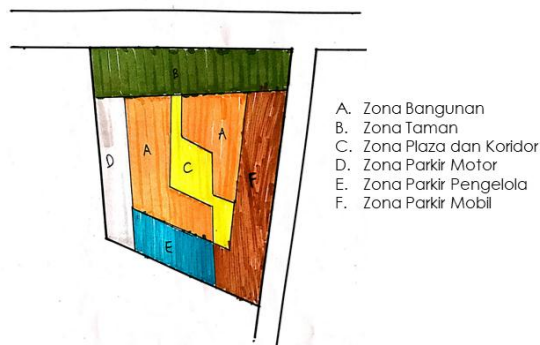 B
A
A
D
C
F
E
A. Zona Bangunan
B. Zona Taman
C. Zona Plaza dan Koridor
D. Zona Parkir Motor
E. Zona Parkir Pengelola
F. Zona Parkir Mobil